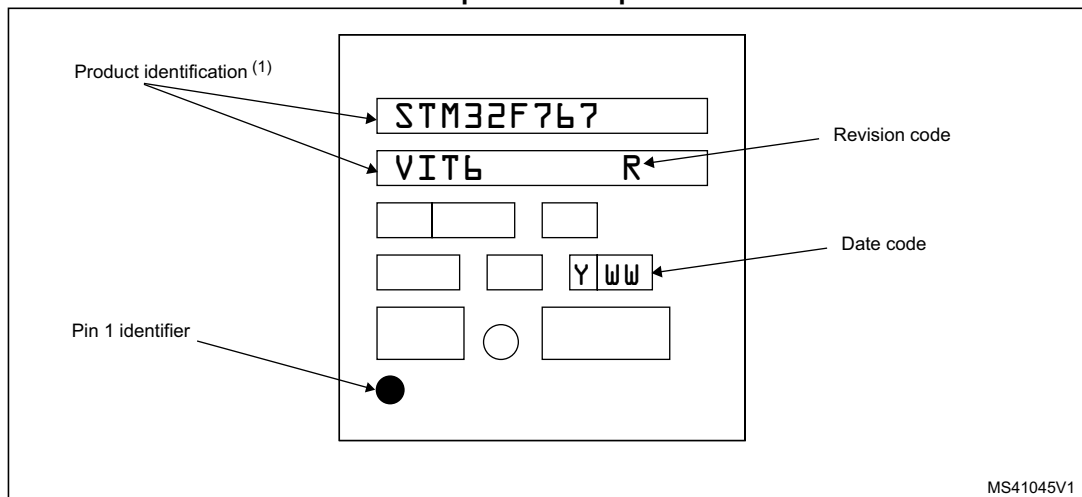 Product identification (1)
STM32F767
Revision code
VIT6 R
Date code
Y WW
Pin 1 identifier
MS41045V1